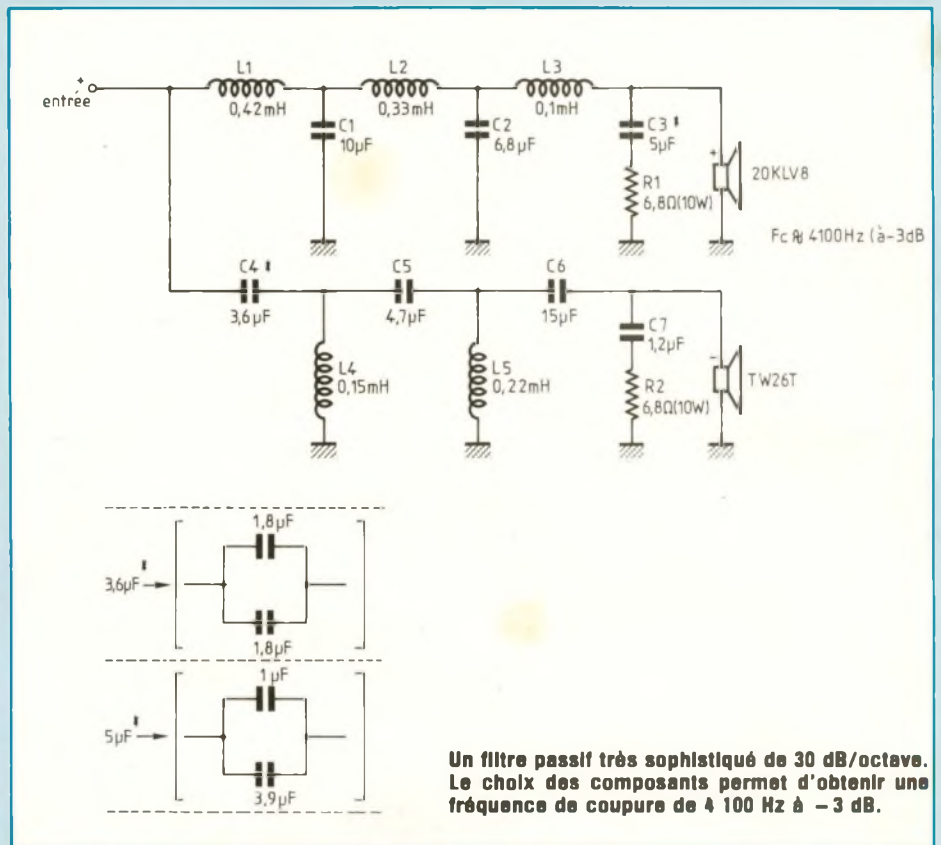 L1
L2
L3
+
entrée
0,42mH
0,33mH
0,1mH
C1
10µF
C2
6,8µF
C3*
5µF
R1
6,8Ω(10W)
+
20KLV8
Fc ≈ 4100Hz (à-3dB
C4*
C5
C6
3,6µF
4,7µF
15µF
L4
0,15mH
L5
0,22mH
C7
1,2µF
R2
6,8Ω(10W)
-
TW26T
1,8µF
3,6µF*
1,8µF
1µF
5µF*
3,9µF
Un filtre passif très sophistiqué de 30 dB/octave.
Le choix des composants permet d'obtenir une
fréquence de coupure de 4 100 Hz à – 3 dB.